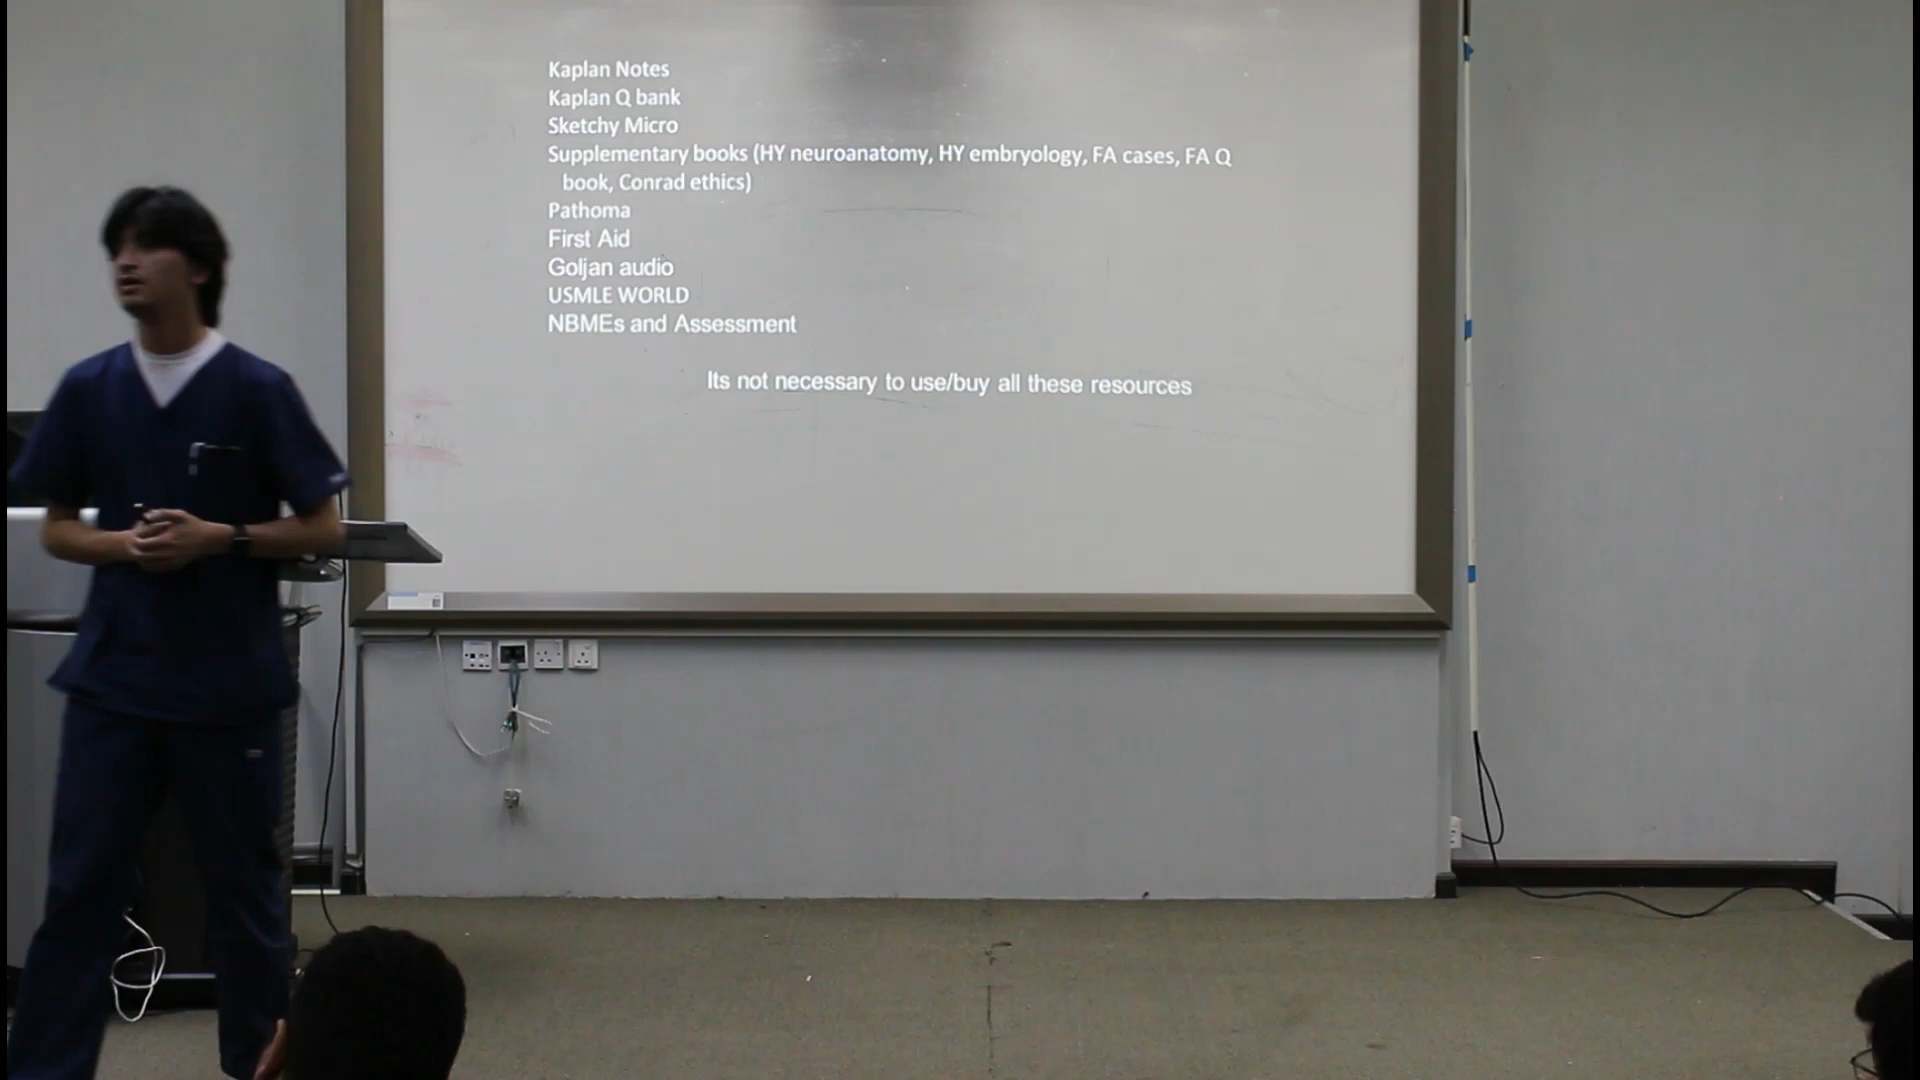 Kaplan Notes
Kaplan Q bank
Sketchy Micro
Supplementary books (HY neuroanatomy, HY embryology, FA cases, FA Q
book, Conrad ethics)
Pathoma
First Aid
Goljan audio
USMLE WORLD
NBMEs and Assessment
Its not necessary to use/buy all these resources